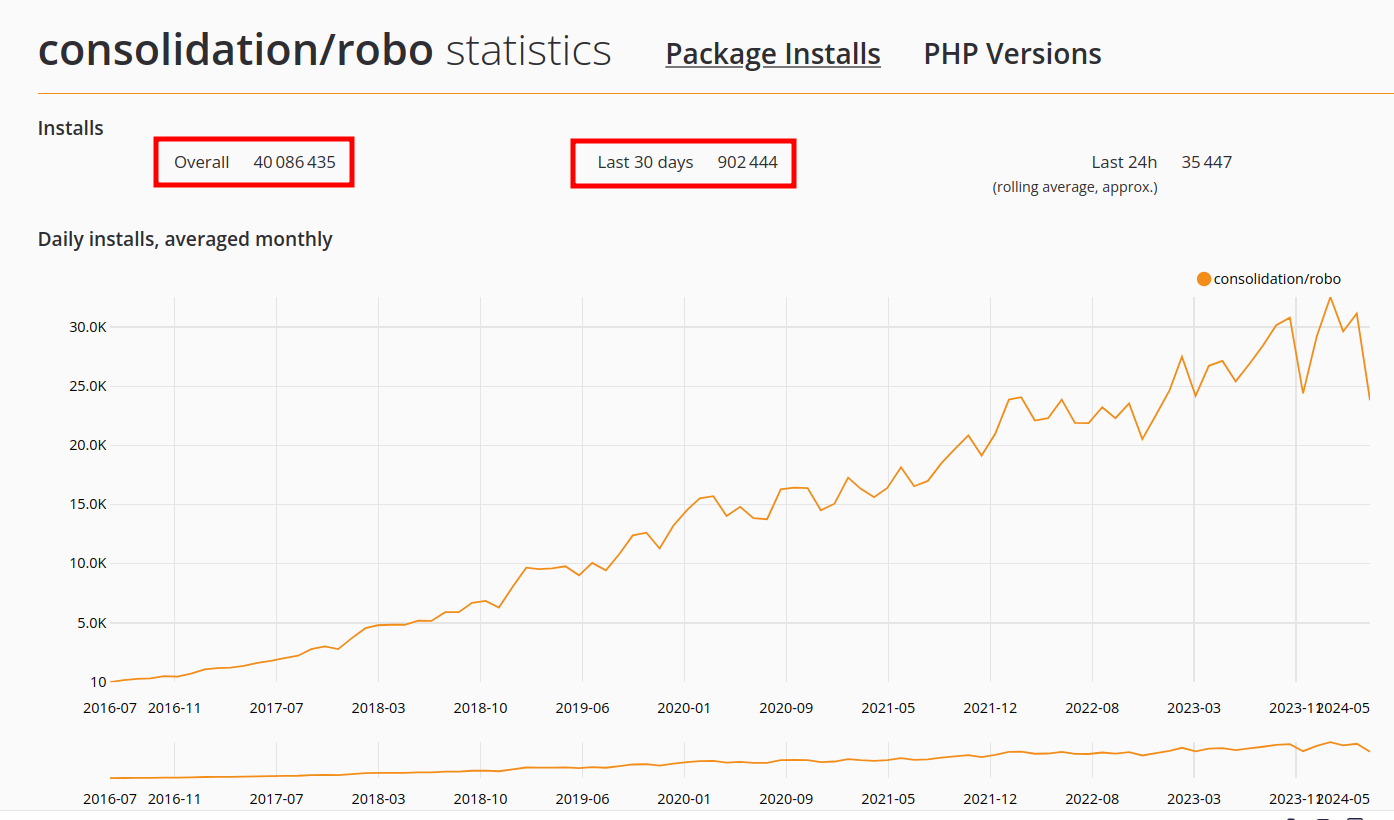 consolidation/robo statistics Package Installs PHP Versions
Installs
Overall 40 086 435 Last 30 days 902 444 Last 24h 35 447
(rolling average, approx.)
Daily installs, averaged monthly
consolidation/robo
30.0K
25.0K
20.0K
15.0K
10.0K
5.0K
10
2016-07 2016-11 2017-07 2018-03 2018-10 2019-06 2020-01 2020-09 2021-05 2021-12 2022-08 2023-03 2023-11 2024-05
2016-07 2016-11 2017-07 2018-03 2018-10 2019-06 2020-01 2020-09 2021-05 2021-12 2022-08 2023-03 2023-11 2024-05